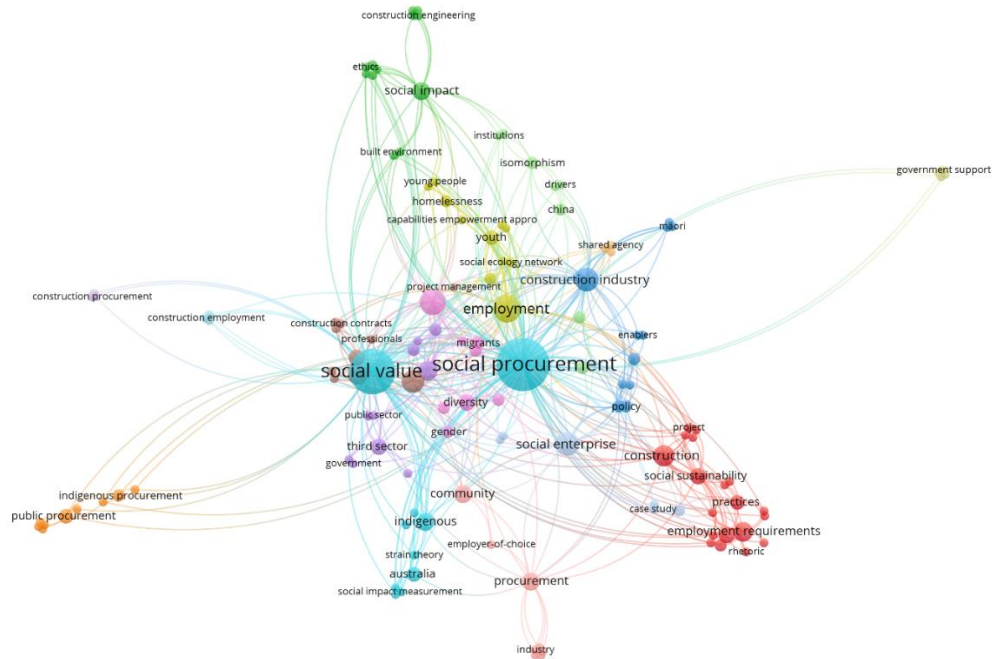 construction engineering
ethics
social impact
institutions
built environment
isomorphism
government support
young people
drivers
homelessness
china
capabilities empowerment appro
māori
youth
shared agency
social ecology network
construction industry
project management
construction procurement
employment
construction employment
construction contracts
enablers
professionals
migrants
social value
social procurement
diversity
policy
public sector
project
gender
third sector
social enterprise
construction
government
social sustainability
indigenous procurement
community
practices
public procurement
case study
indigenous
employment requirements
employer-of-choice
rhetoric
strain theory
australia
procurement
social impact measurement
industry